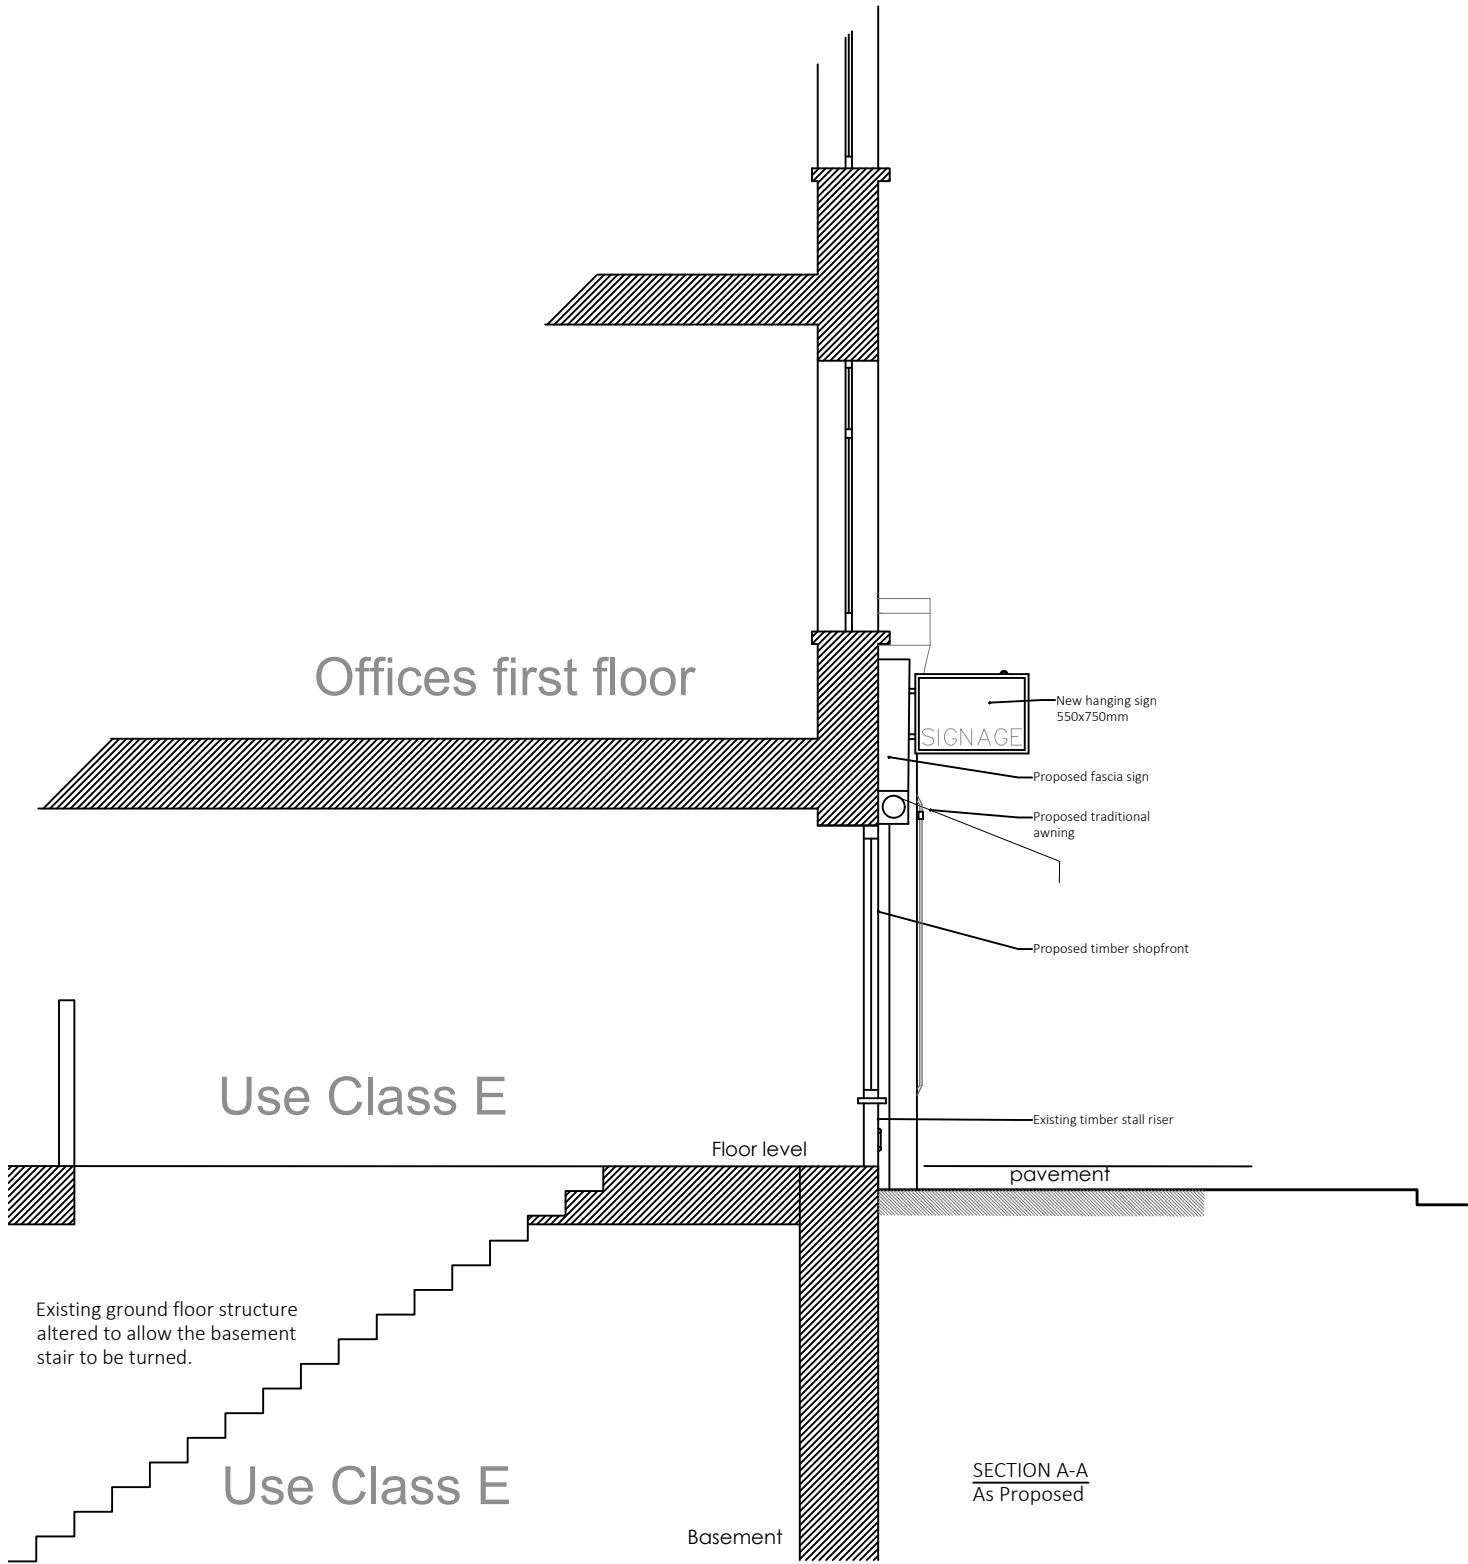 Offices first floor
New hanging sign
550x750mm
SIGNAGE
Proposed fascia sign
Proposed traditional
awning
Proposed timber shopfront
Use Class E
Existing timber stall riser
Floor level
pavement
Existing ground floor structure
altered to allow the basement
stair to be turned.
Use Class E
SECTION A-A
As Proposed
Basement